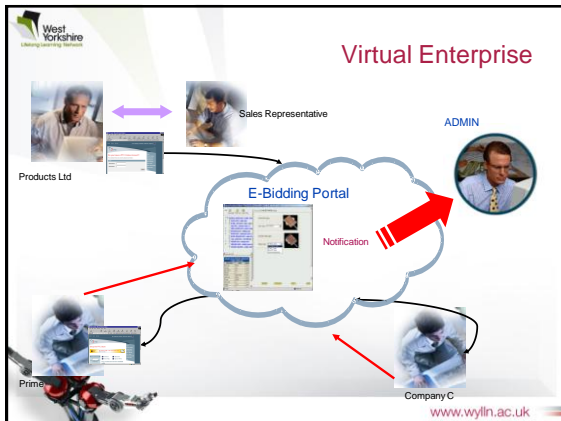 West
Yorkshire
Lifelong Learning Network
Virtual Enterprise
Sales Representative
ADMIN
Products Ltd
E-Bidding Portal
Notification
Prime
Company C
www.wylln.ac.uk